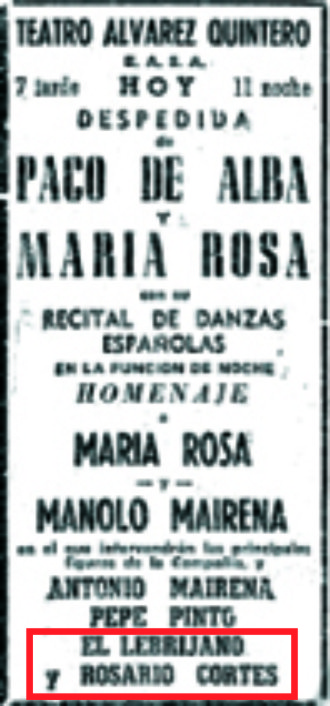 TEATRO ALVAREZ QUINTERO
E. A. S. A.
7 tarde HOY 11 noche
DESPEDIDA
de
PACO DE ALBA
Y
MARIA ROSA
con su
RECITAL DE DANZAS
ESPAÑOLAS
EN LA FUNCION DE NOCHE
HOMENAJE
a
MARIA ROSA
— y —
MANOLO MAIRENA
en el que intervendrán las principales
figuras de la Compañía, y
ANTONIO MAIRENA
PEPE PINTO
EL LEBRIJANO
y ROSARIO CORTES